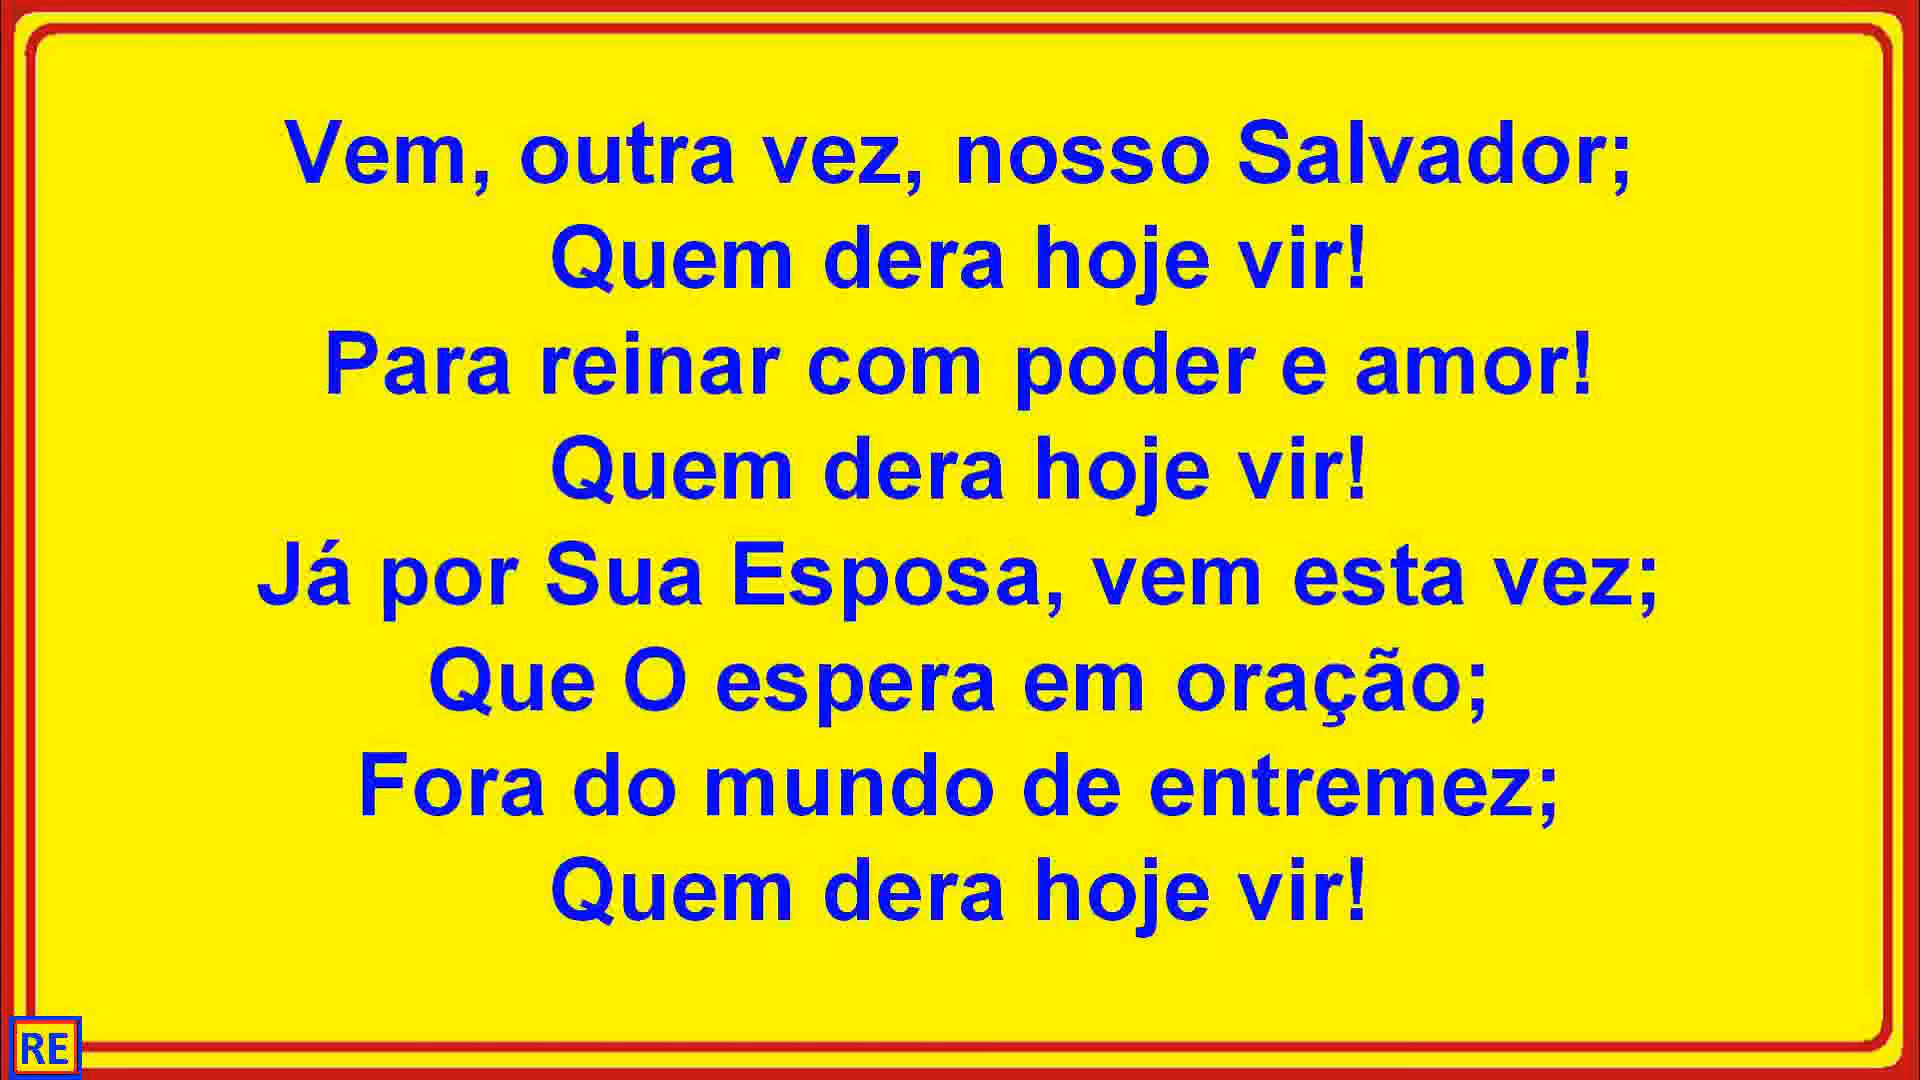 Vem, outra vez, nosso Salvador;
Quem dera hoje vir!
Para reinar com poder e amor!
Quem dera hoje vir!
Já por Sua Esposa, vem esta vez;
Que O espera em oração;
Fora do mundo de entremez;
Quem dera hoje vir!
RE